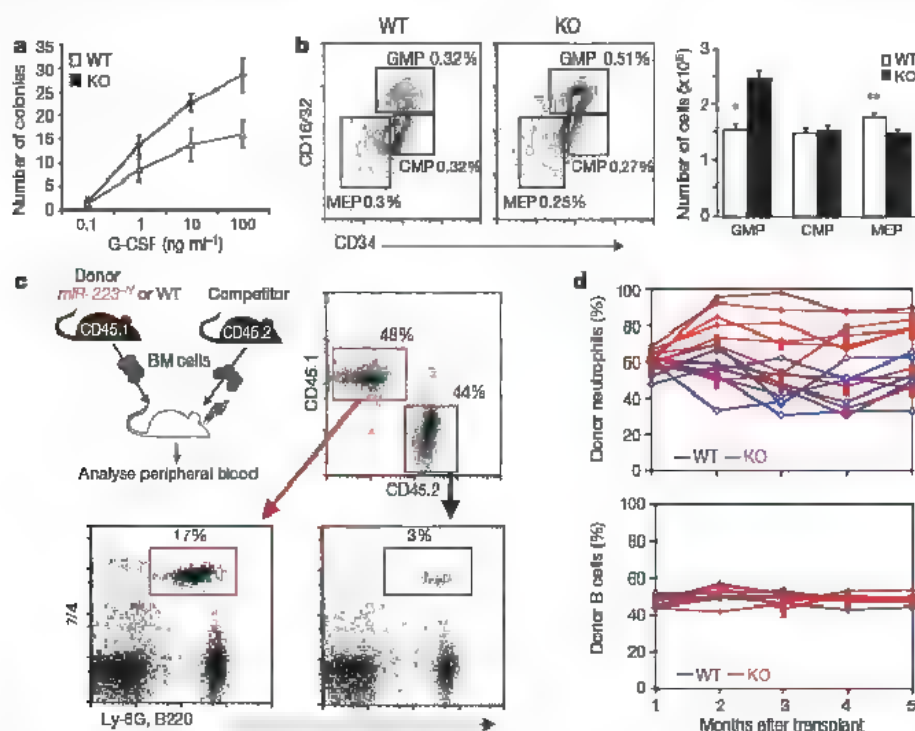 a
35
30
25
20
15
10
5
0
Number of colonies
WT
KO
0.1 1 10 100
G-CSF (ng ml⁻¹)
b
WT KO
GMP 0.32%
CMP 0.32%
MEP 0.3%
GMP 0.51%
CMP 0.27%
MEP 0.25%
CD16/32
CD34
Number of cells (x10⁵)
3
2
1
0
WT
KO
*
**
GMP CMP MEP
c
Donor
miR-223⁻/Y or WT
Competitor
CD45.1
CD45.2
BM cells
Analyse peripheral blood
48%
44%
CD45.1
CD45.2
17%
3%
7/4
Ly-6G, B220
d
Donor neutrophils (%)
100
80
60
40
20
0
WT KO
Donor B cells (%)
100
80
60
40
20
0
WT KO
1 2 3 4 5
Months after transplant